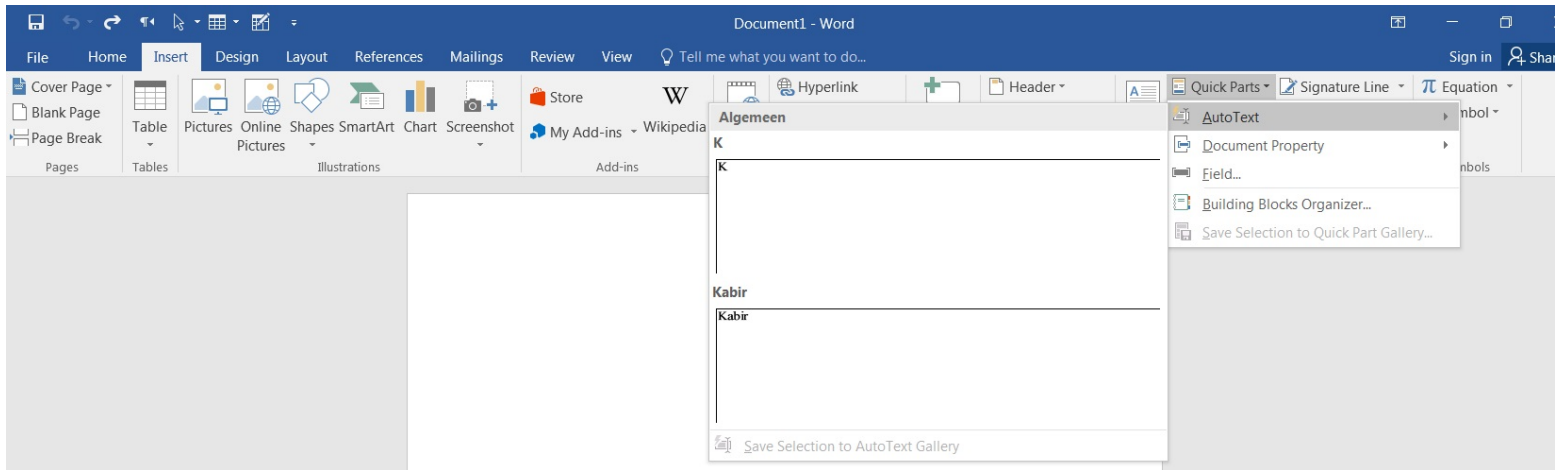 Document1 - Word
File Home Insert Design Layout References Mailings Review View Tell me what you want to do... Sign in Shar
Cover Page
Blank Page
Page Break
Pages
Table
Tables
Pictures
Online
Pictures
Shapes
SmartArt
Chart
Screenshot
Illustrations
Store
My Add-ins
Add-ins
W
Wikipedia
Hyperlink
Header
A
Quick Parts
Signature Line
π Equation
mbol
mbols
AutoText
Document Property
Field...
Building Blocks Organizer...
Save Selection to Quick Part Gallery...
Algemeen
K
K
Kabir
Kabir
Save Selection to AutoText Gallery